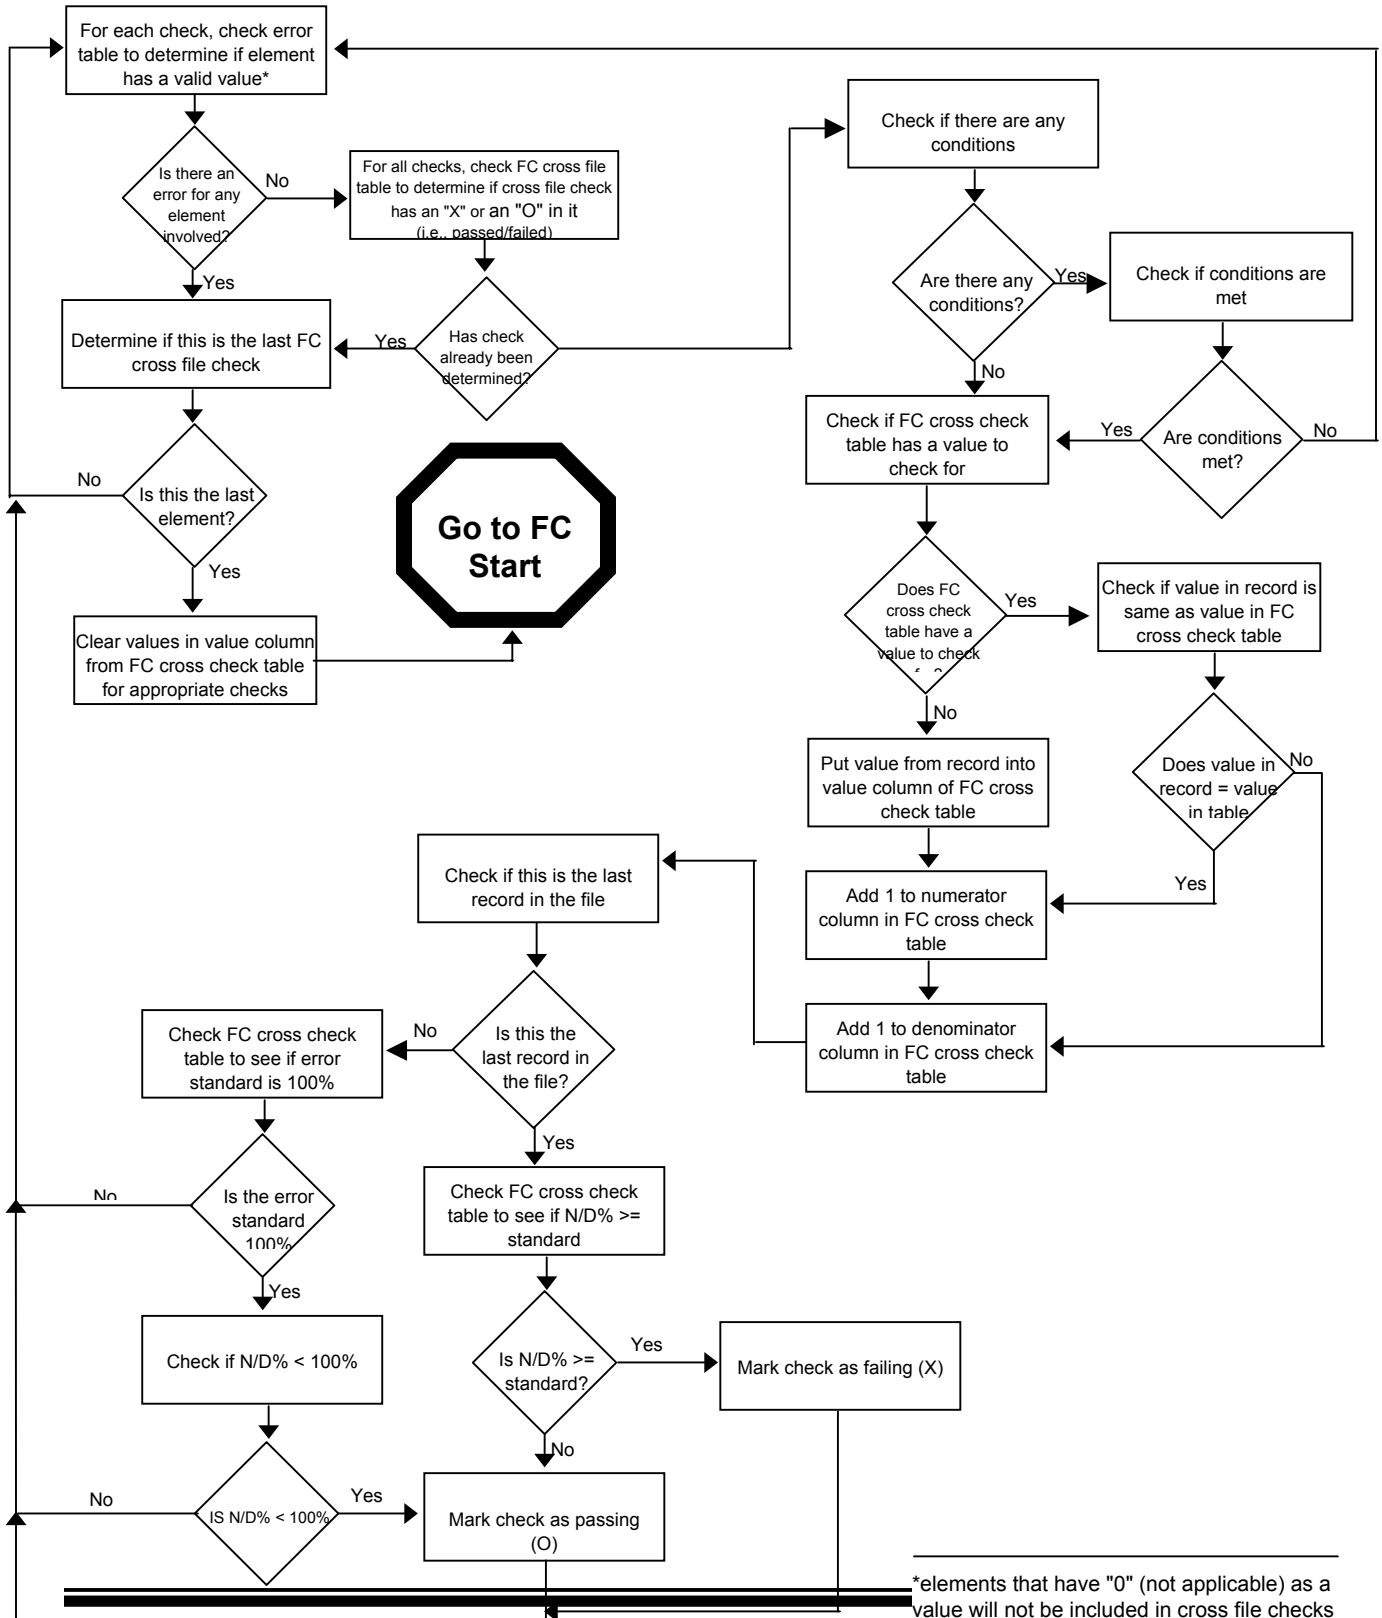 For each check, check error
table to determine if element
has a valid value*
Is there an
error for any
element
involved?
No
Yes
For all checks, check FC cross file
table to determine if cross file check
has an "X" or an "O" in it
(i.e., passed/failed)
Has check
already been
determined?
Yes
Determine if this is the last FC
cross file check
Is this the last
element?
No
Yes
Clear values in value column
from FC cross check table
for appropriate checks
Go to FC
Start
Check if there are any
conditions
Are there any
conditions?
Yes
No
Check if conditions are
met
Are conditions
met?
Yes
No
Check if FC cross check
table has a value to
check for
Does FC
cross check
table have a
value to check
Yes
No
Check if value in record is
same as value in FC
cross check table
Does value in
record = value
in table
No
Yes
Put value from record into
value column of FC cross
check table
Add 1 to numerator
column in FC cross check
table
Add 1 to denominator
column in FC cross check
table
Check if this is the last
record in the file
Is this the
last record in
the file?
No
Yes
Check FC cross check
table to see if error
standard is 100%
Is the error
standard
100%
No
Yes
Check if N/D% < 100%
IS N/D% < 100%
No
Yes
Check FC cross check
table to see if N/D% >=
standard
Is N/D% >=
standard?
Yes
No
Mark check as failing (X)
Mark check as passing
(O)
*elements that have "0" (not applicable) as a
value will not be included in cross file checks